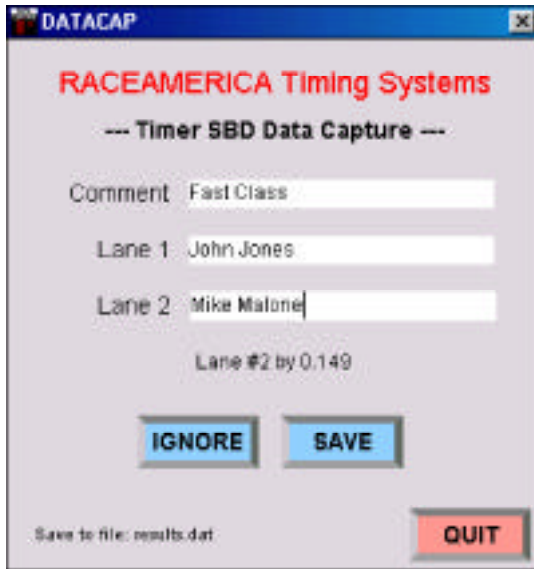 DATACAP
RACEAMERICA Timing Systems
--- Timer SBD Data Capture ---
Comment Fast Class
Lane 1 John Jones
Lane 2 Mike Malone
Lane #2 by 0.149
IGNORE SAVE
Save to file: results.dat QUIT